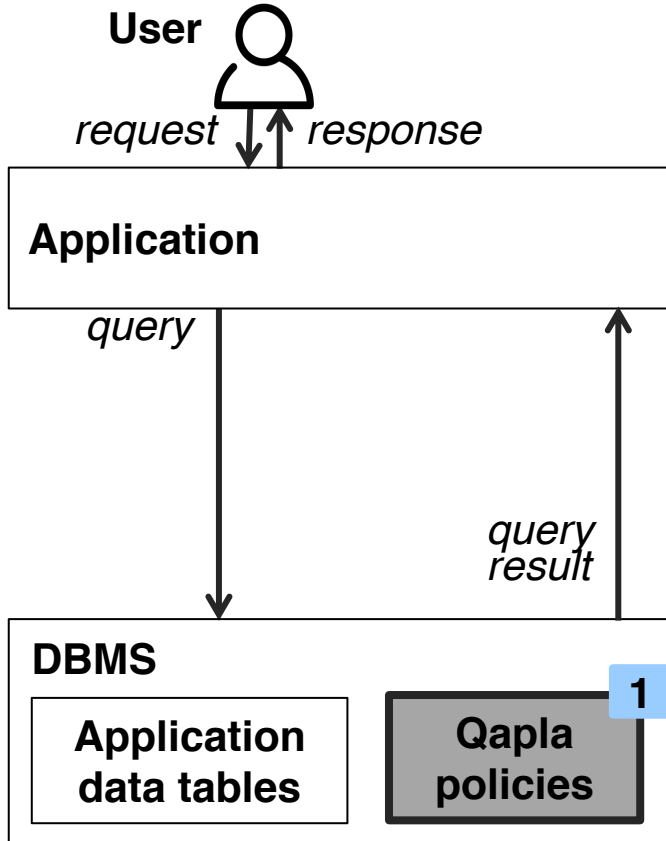 User
request response
Application
query
query
result
DBMS
1
Application
data tables
Qapla
policies